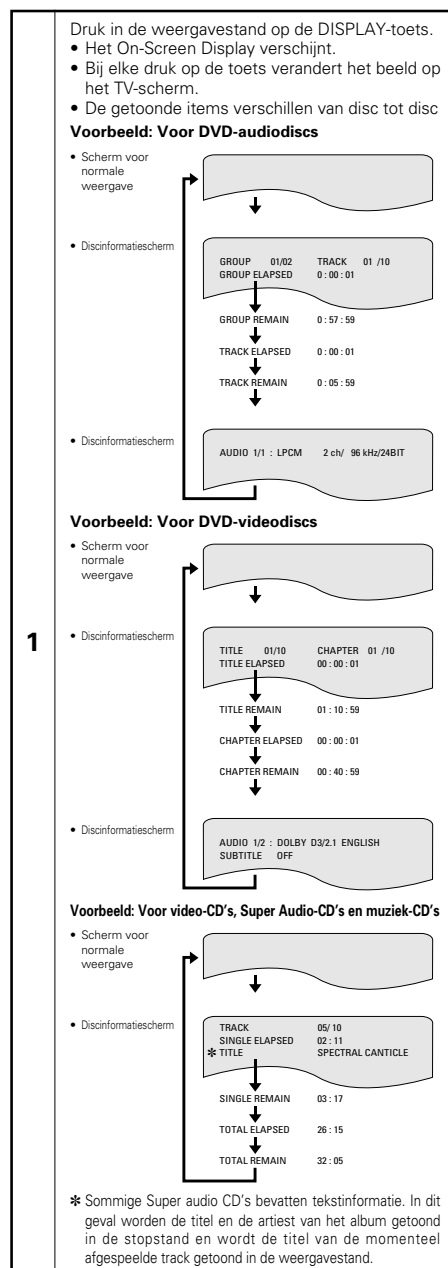 1
Druk in de weergavestand op de DISPLAY-toets.
• Het On-Screen Display verschijnt.
• Bij elke druk op de toets verandert het beeld op
het TV-scherm.
• De getoonde items verschillen van disc tot disc
Voorbeeld: Voor DVD-audiodiscs
• Scherm voor
normale
weergave
• Discinformatiescherm
GROUP 01/02 TRACK 01 /10
GROUP ELAPSED 0 : 00 : 01
GROUP REMAIN 0 : 57 : 59
TRACK ELAPSED 0 : 00 : 01
TRACK REMAIN 0 : 05 : 59
• Discinformatiescherm
AUDIO 1/1 : LPCM 2 ch/ 96 kHz/24BIT
Voorbeeld: Voor DVD-videodiscs
• Scherm voor
normale
weergave
• Discinformatiescherm
TITLE 01/10 CHAPTER 01 /10
TITLE ELAPSED 00 : 00 : 01
TITLE REMAIN 01 : 10 : 59
CHAPTER ELAPSED 00 : 00 : 01
CHAPTER REMAIN 00 : 40 : 59
• Discinformatiescherm
AUDIO 1/2 : DOLBY D3/2.1 ENGLISH
SUBTITLE OFF
Voorbeeld: Voor video-CD's, Super Audio-CD's en muziek-CD's
• Scherm voor
normale
weergave
• Discinformatiescherm
TRACK 05/ 10
SINGLE ELAPSED 02 : 11
✻ TITLE SPECTRAL CANTICLE
SINGLE REMAIN 03 : 17
TOTAL ELAPSED 26 : 15
TOTAL REMAIN 32 : 05
✻ Sommige Super audio CD's bevatten tekstinformatie. In dit
geval worden de titel en de artiest van het album getoond
in de stopstand en wordt de titel van de momenteel
afgespeelde track getoond in de weergavestand.